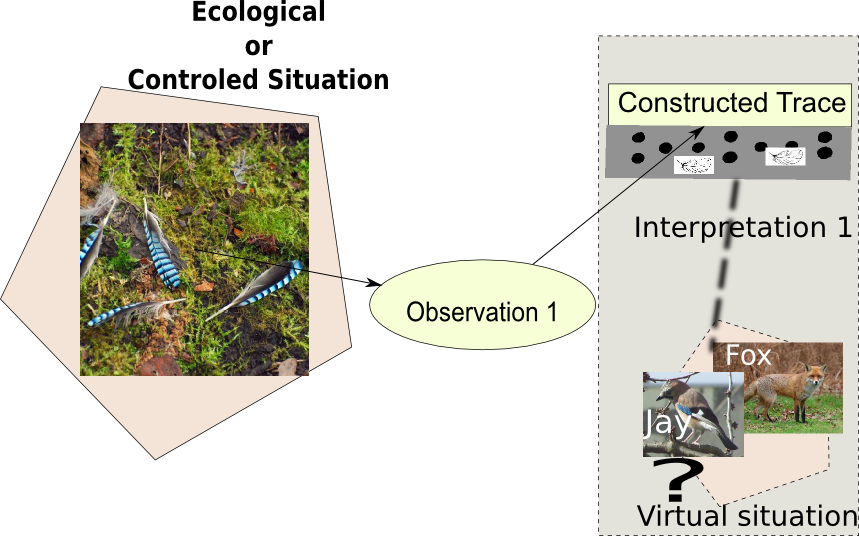 Ecological
or
Controled Situation
Observation 1
Constructed Trace
Interpretation 1
Fox
Jay
?
Virtual situation